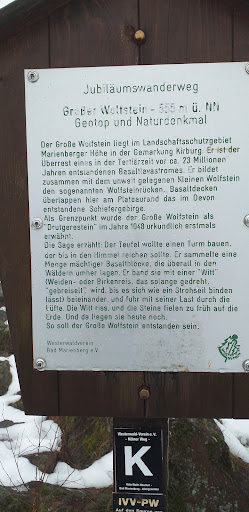 Jubiläumswanderweg
Großer Wolfstein - 555 m ü. NN
Geotop und Naturdenkmal
Der Große Wolfstein liegt im Landschaftsschutzgebiet
Marienberger Höhe in der Gemarkung Kirburg. Er ist der
Überrest eines in der Tertiärzeit vor ca. 23 Millionen
Jahren entstandenen Basaltlavastromes. Er bildet
zusammen mit dem unweit gelegenen Kleinen Wolfstein
den sogenannten Wolfsteinrücken. Basaltdecken
überlappen hier am Plateaurand das im Devon
entstandene Schiefergebirge.
Als Grenzpunkt wurde der Große Wolfstein als
"Drutgerestein" im Jahre 1048 urkundlich erstmals
erwähnt.
Die Sage erzählt: Der Teufel wollte einen Turm bauen,
der bis in den Himmel reichen sollte. Er sammelte eine
Menge mächtiger Basaltblöcke, die überall in den
Wäldern umher lagen. Er band sie mit einer "Witt"
(Weiden- oder Birkenreis, das solange gedreht,
"gebreiselt" wird, bis es sich wie ein Strohseil binden
lässt) beieinander, und fuhr mit seiner Last durch die
Lüfte. Die Witt riss, und die Steine fielen zu früh auf die
Erde. Und da liegen sie heute noch.
So soll der Große Wolfstein entstanden sein.
Westerwaldverein
Bad Marienberg e.V.
Westerwald-Verein e.V.
K
IVV-PW